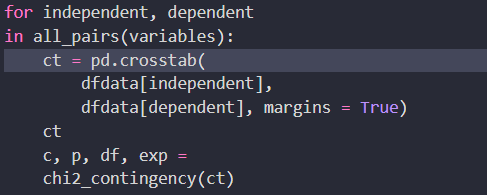 for independent, dependent
in all_pairs(variables):
    ct = pd.crosstab(
        dfdata[independent],
        dfdata[dependent], margins = True)
    ct
    c, p, df, exp =
    chi2_contingency(ct)